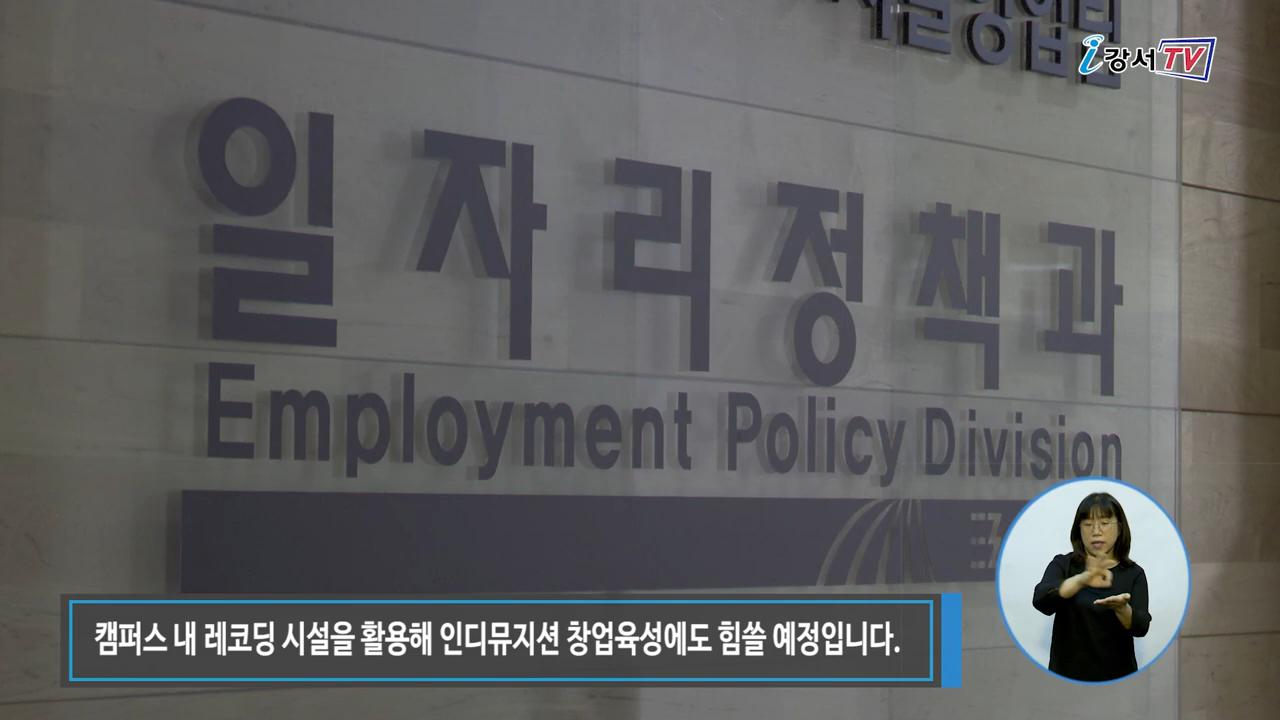 i강서TV
일자리정책과
Employment Policy Division
캠퍼스 내 레코딩 시설을 활용해 인디뮤지션 창업육성에도 힘쓸 예정입니다.